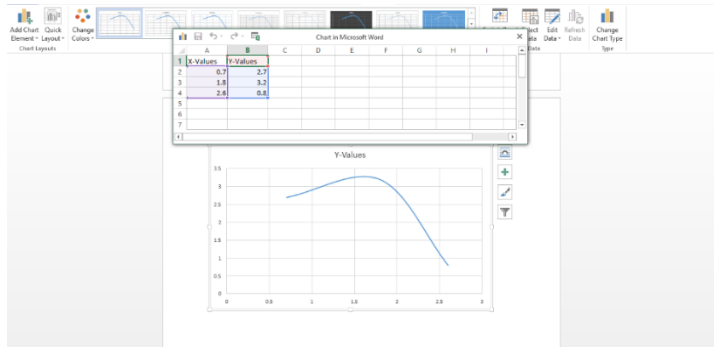 Add Chart Quick Change
Element Layout Colors
Chart Layouts
Edit Refresh Change
Data Data Chart Type
Data Type
Chart in Microsoft Word
A B C D E F G H I
1 X-Values Y-Values
2 0.7 2.7
3 1.8 3.2
4 2.6 0.8
5
6
7
Y-Values
3.5
3
2.5
2
1.5
1
0.5
0
0 0.5 1 1.5 2 2.5 3